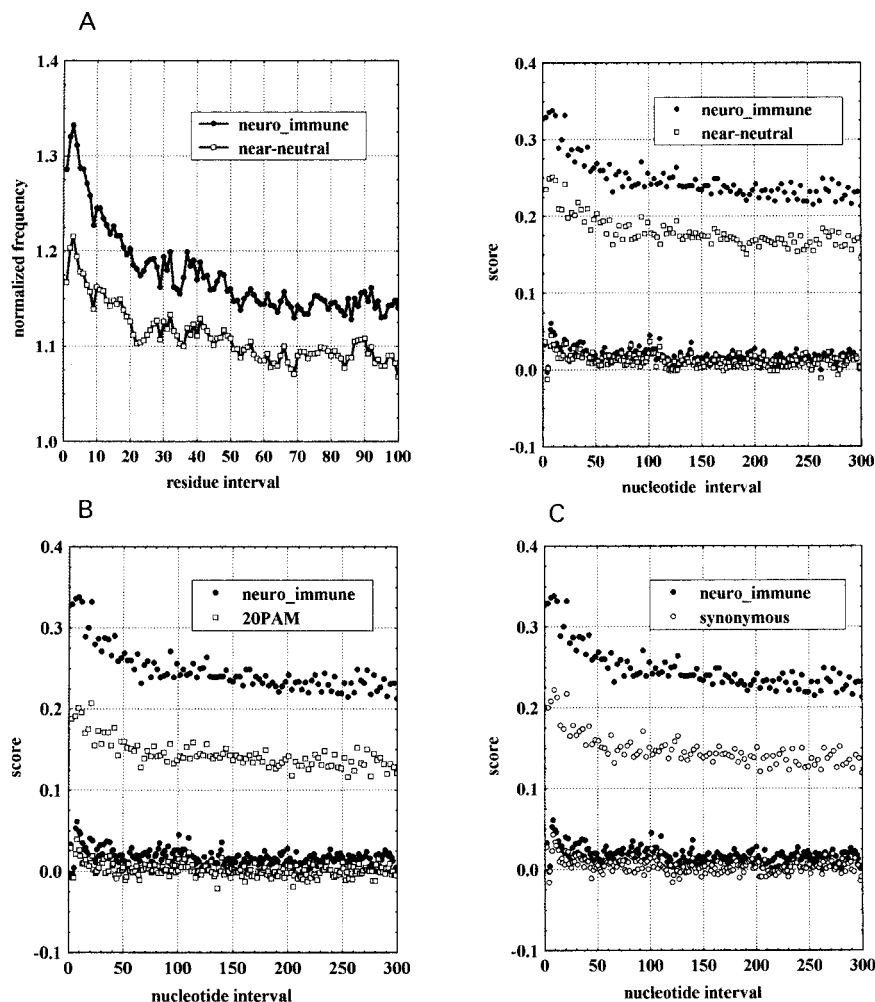 A
1.4
1.3
1.2
1.1
1.0
normalized frequency
neuro_immune
near-neutral
0 10 20 30 40 50 60 70 80 90 100
residue interval
0.4
0.3
0.2
0.1
0.0
-0.1
score
neuro_immune
near-neutral
0 50 100 150 200 250 300
nucleotide interval
B
0.4
0.3
0.2
0.1
0.0
-0.1
score
neuro_immune
20PAM
0 50 100 150 200 250 300
nucleotide interval
C
0.4
0.3
0.2
0.1
0.0
-0.1
score
neuro_immune
synonymous
0 50 100 150 200 250 300
nucleotide interval